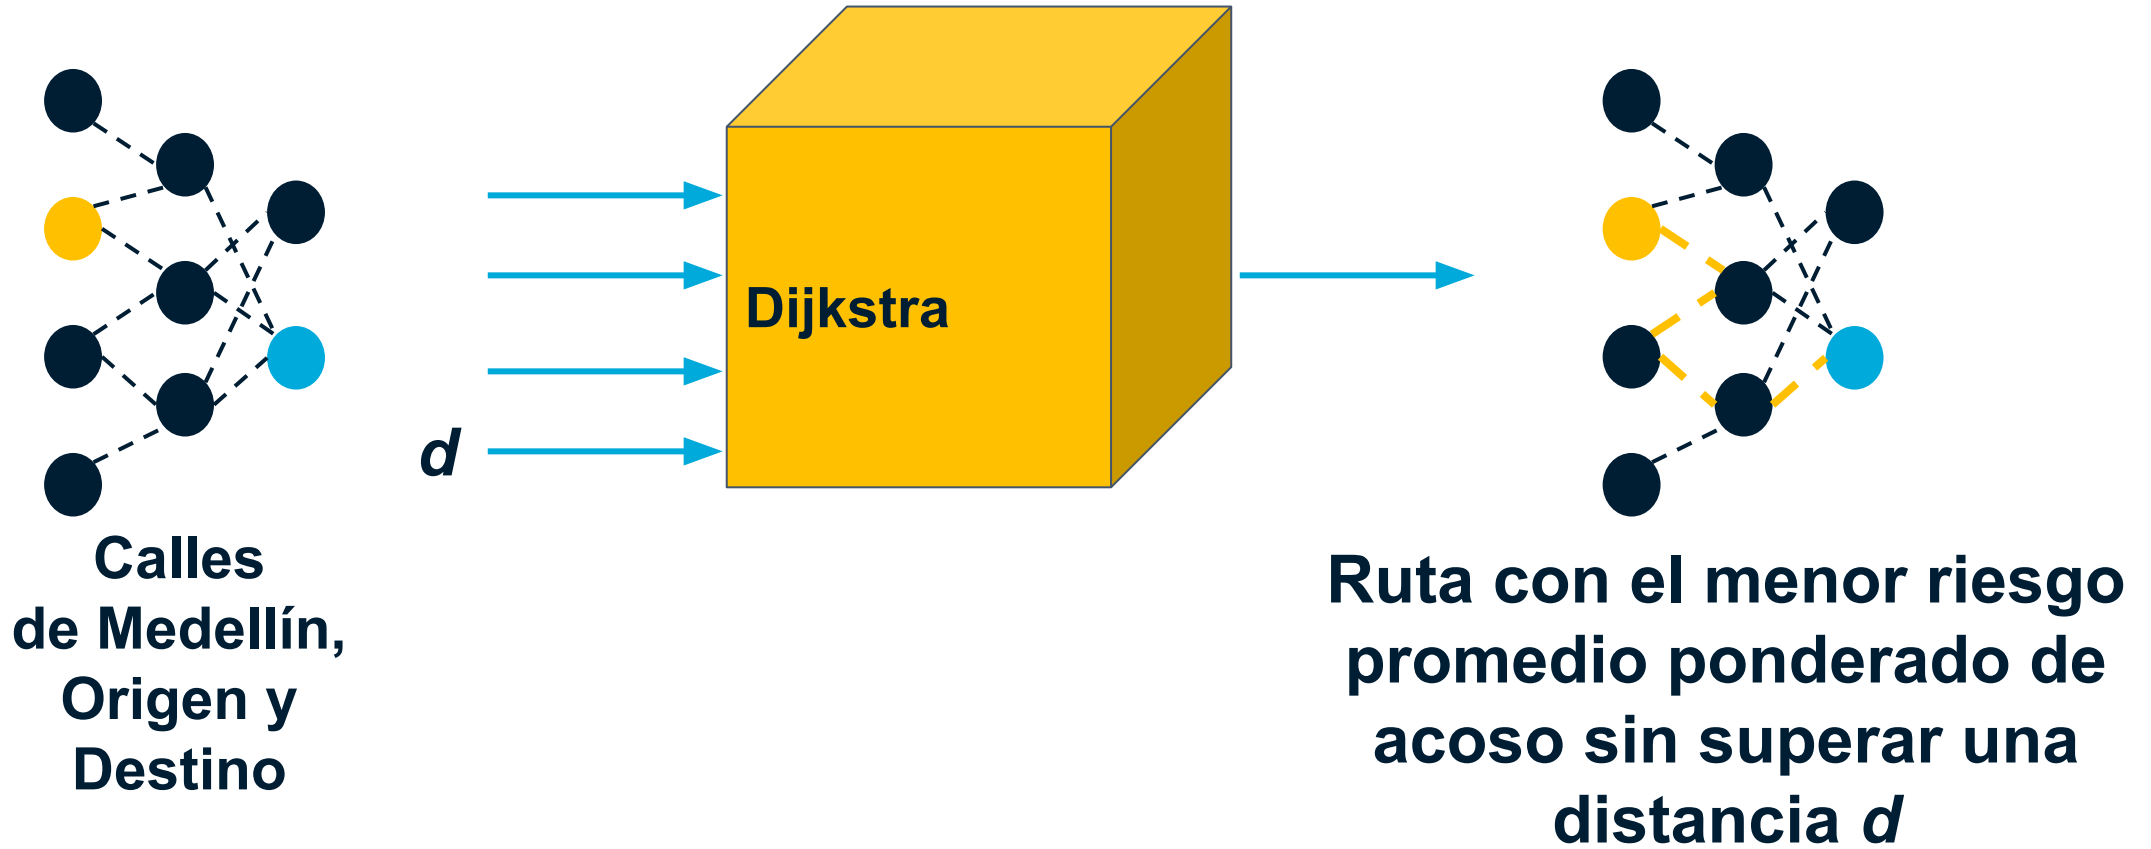 Calles
de Medellín,
Origen y
Destino
d
Dijkstra
Ruta con el menor riesgo
promedio ponderado de
acoso sin superar una
distancia d